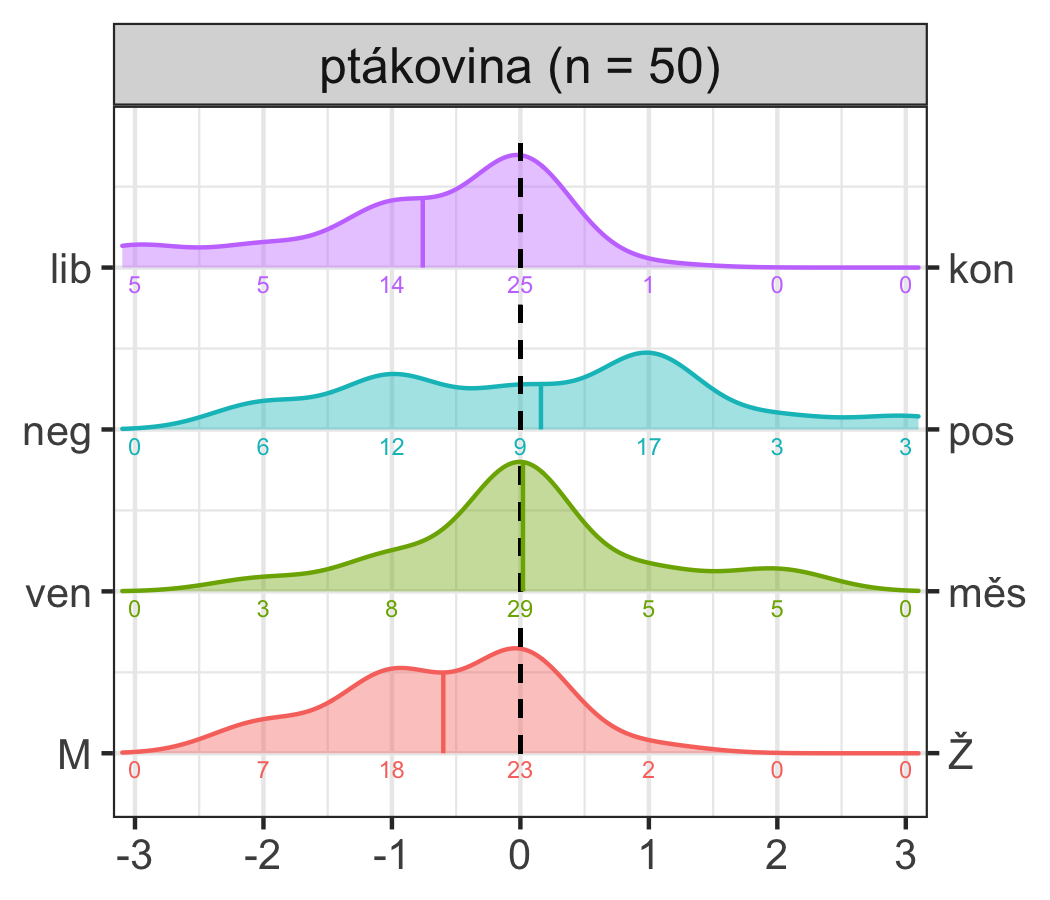 ptákovina (n = 50)
lib kon
5 5 14 25 1 0 0
neg pos
0 6 12 9 17 3 3
ven měs
0 3 8 29 5 5 0
M Ž
0 7 18 23 2 0 0
-3 -2 -1 0 1 2 3